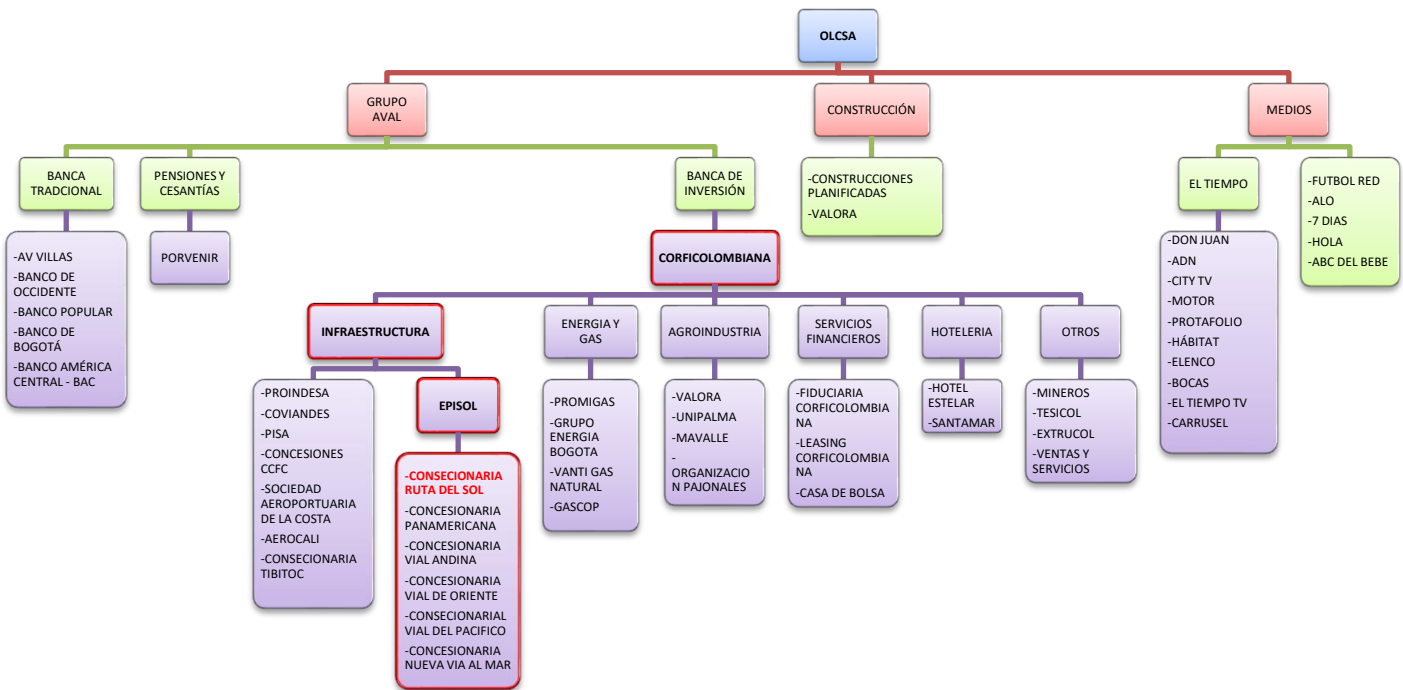 OLCSA
GRUPO
AVAL
CONSTRUCCIÓN
MEDIOS
BANCA
TRADCIONAL
PENSIONES Y
CESANTÍAS
BANCA DE
INVERSIÓN
-CONSTRUCCIONES
PLANIFICADAS
-VALORA
EL TIEMPO
-FUTBOL RED
-ALO
-7 DIAS
-HOLA
-ABC DEL BEBE
-AV VILLAS
-BANCO DE
OCCIDENTE
-BANCO POPULAR
-BANCO DE
BOGOTÁ
-BANCO AMÉRICA
CENTRAL - BAC
PORVENIR
CORFICOLOMBIANA
-DON JUAN
-ADN
-CITY TV
-MOTOR
-PROTAFOLIO
-HÁBITAT
-ELENCO
-BOCAS
-EL TIEMPO TV
-CARRUSEL
INFRAESTRUCTURA
ENERGIA Y
GAS
AGROINDUSTRIA
SERVICIOS
FINANCIEROS
HOTELERIA
OTROS
-PROINDESA
-COVIANDES
-PISA
-CONCESIONES
CCFC
-SOCIEDAD
AEROPORTUARIA
DE LA COSTA
-AEROCALI
-CONSECIONARIA
TIBITOC
EPISOL
-CONSECIONARIA
RUTA DEL SOL
-CONCESIONARIA
PANAMERICANA
-CONCESIONARIA
VIAL ANDINA
-CONCESIONARIA
VIAL DE ORIENTE
-CONSECIONARIAL
VIAL DEL PACIFICO
-CONCESIONARIA
NUEVA VIA AL MAR
-PROMIGAS
-GRUPO
ENERGIA
BOGOTA
-VANTI GAS
NATURAL
-GASCOP
-VALORA
-UNIPALMA
-MAVALLE
-
ORGANIZACIO
N PAJONALES
-FIDUCIARIA
CORFICOLOMBIA
NA
-LEASING
CORFICOLOMBI
ANA
-CASA DE BOLSA
-HOTEL
ESTELAR
-SANTAMAR
-MINEROS
-TESICOL
-EXTRUCOL
-VENTAS Y
SERVICIOS